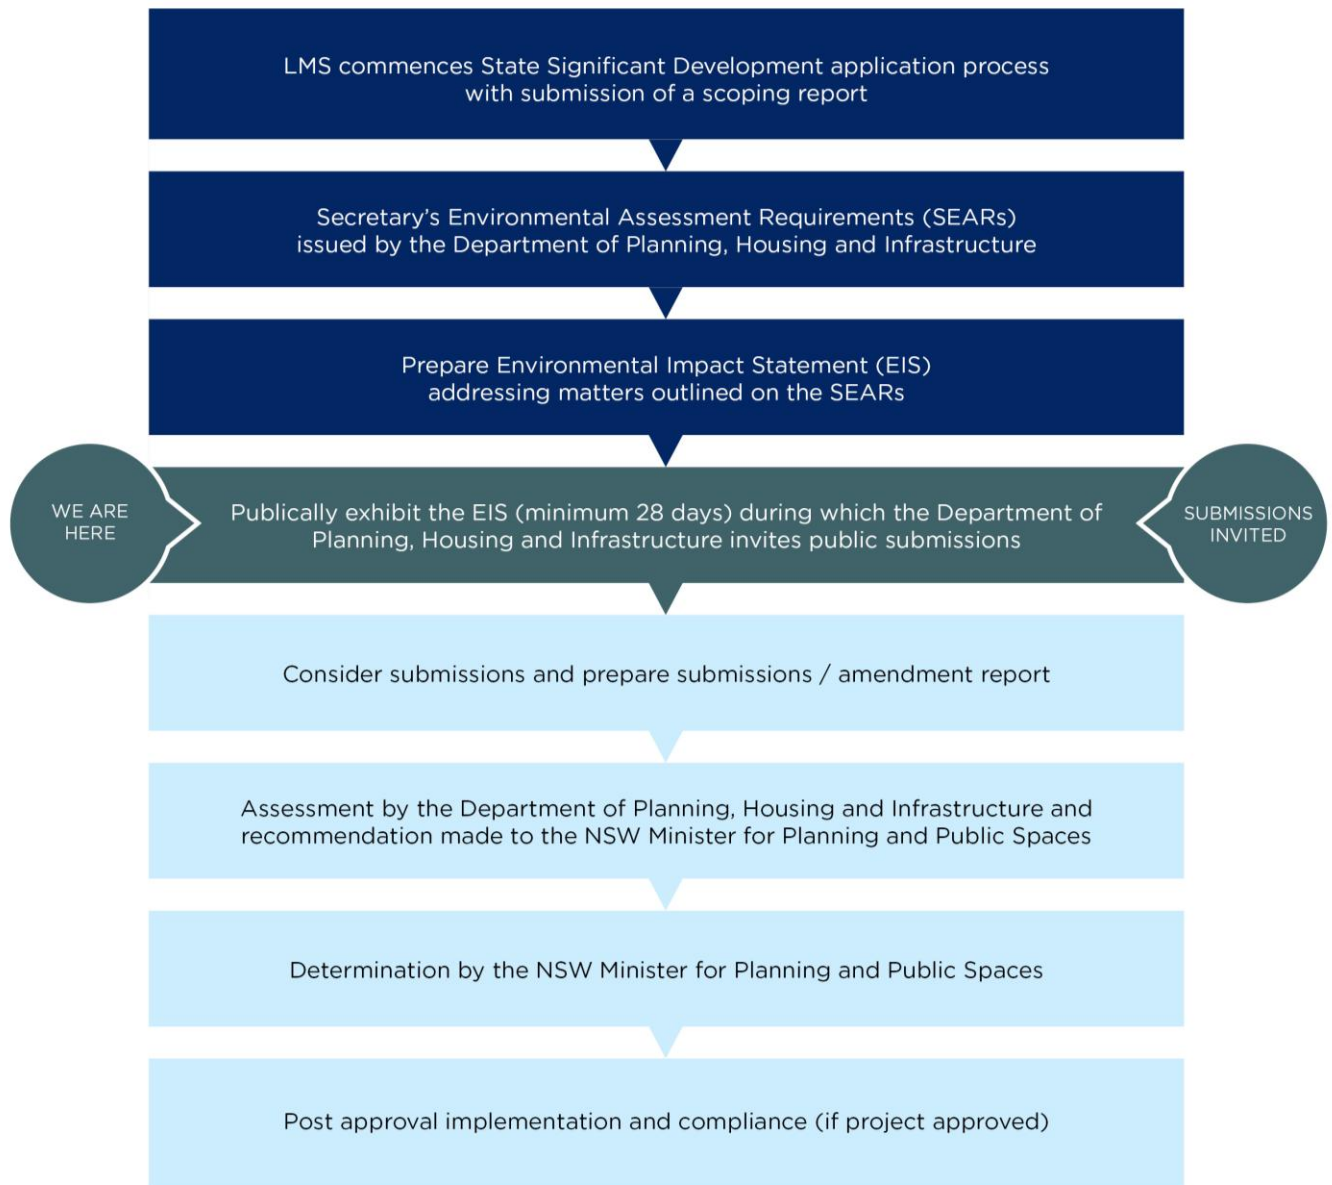 LMS commences State Significant Development application process
with submission of a scoping report
Secretary’s Environmental Assessment Requirements (SEARs)
issued by the Department of Planning, Housing and Infrastructure
Prepare Environmental Impact Statement (EIS)
addressing matters outlined on the SEARs
WE ARE
HERE
Publically exhibit the EIS (minimum 28 days) during which the Department of
Planning, Housing and Infrastructure invites public submissions
SUBMISSIONS
INVITED
Consider submissions and prepare submissions / amendment report
Assessment by the Department of Planning, Housing and Infrastructure and
recommendation made to the NSW Minister for Planning and Public Spaces
Determination by the NSW Minister for Planning and Public Spaces
Post approval implementation and compliance (if project approved)